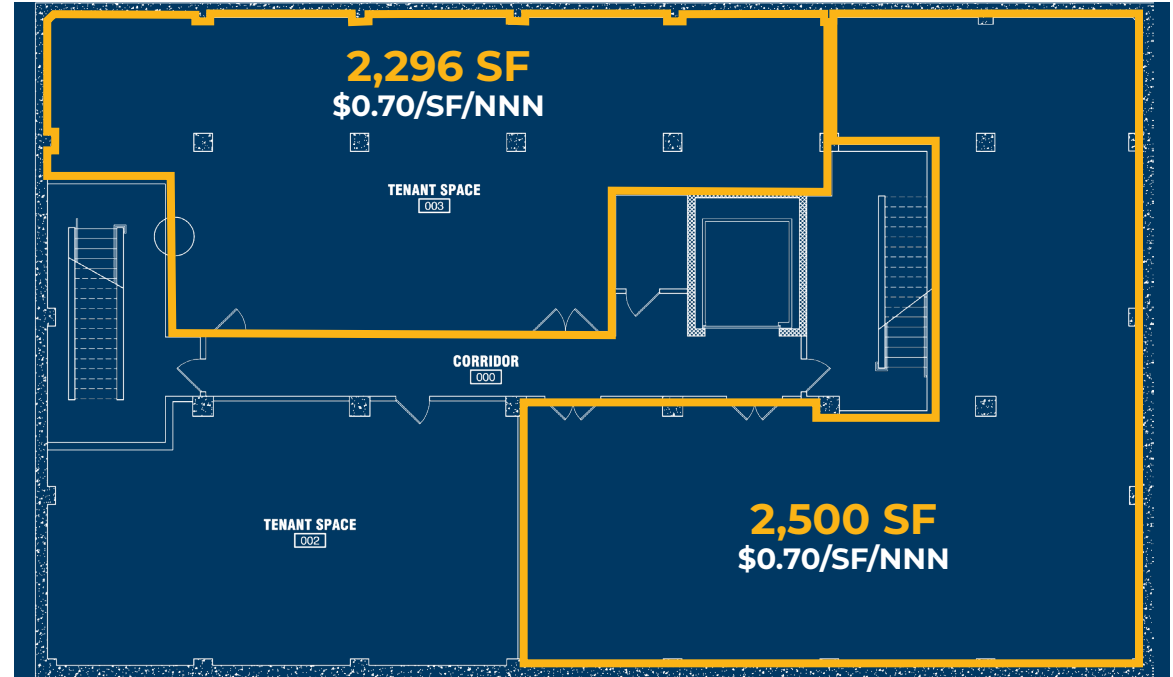 2,296 SF
$0.70/SF/NNN
TENANT SPACE
003
CORRIDOR
000
TENANT SPACE
002
2,500 SF
$0.70/SF/NNN